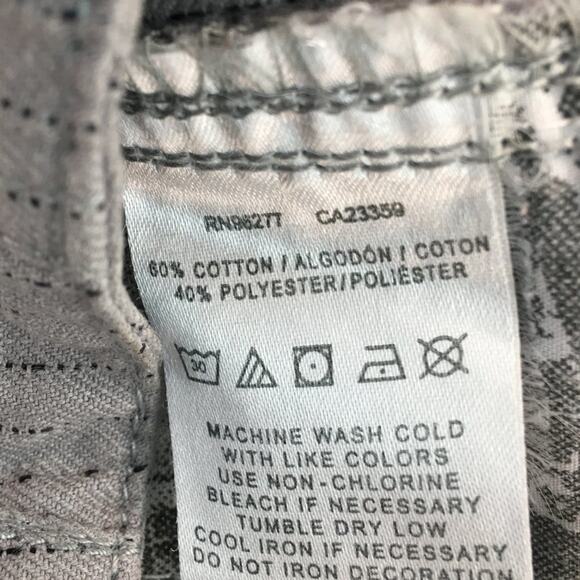 RN96277 CA23359
60% COTTON / ALGODÓN / COTON
40% POLYESTER/POLIÉSTER
30
MACHINE WASH COLD
WITH LIKE COLORS
USE NON-CHLORINE
BLEACH IF NECESSARY
TUMBLE DRY LOW
COOL IRON IF NECESSARY
DO NOT IRON DECORATION